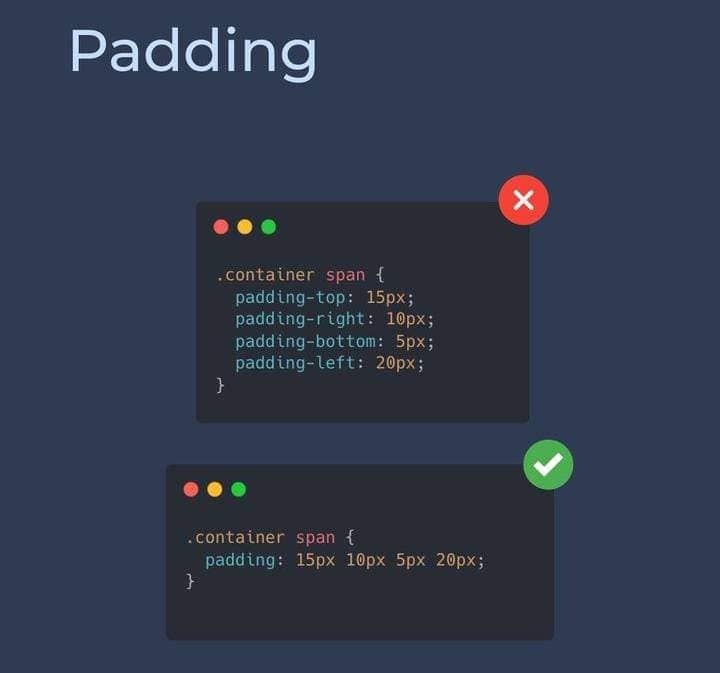 Padding
.container span {
  padding-top: 15px;
  padding-right: 10px;
  padding-bottom: 5px;
  padding-left: 20px;
}
.container span {
  padding: 15px 10px 5px 20px;
}